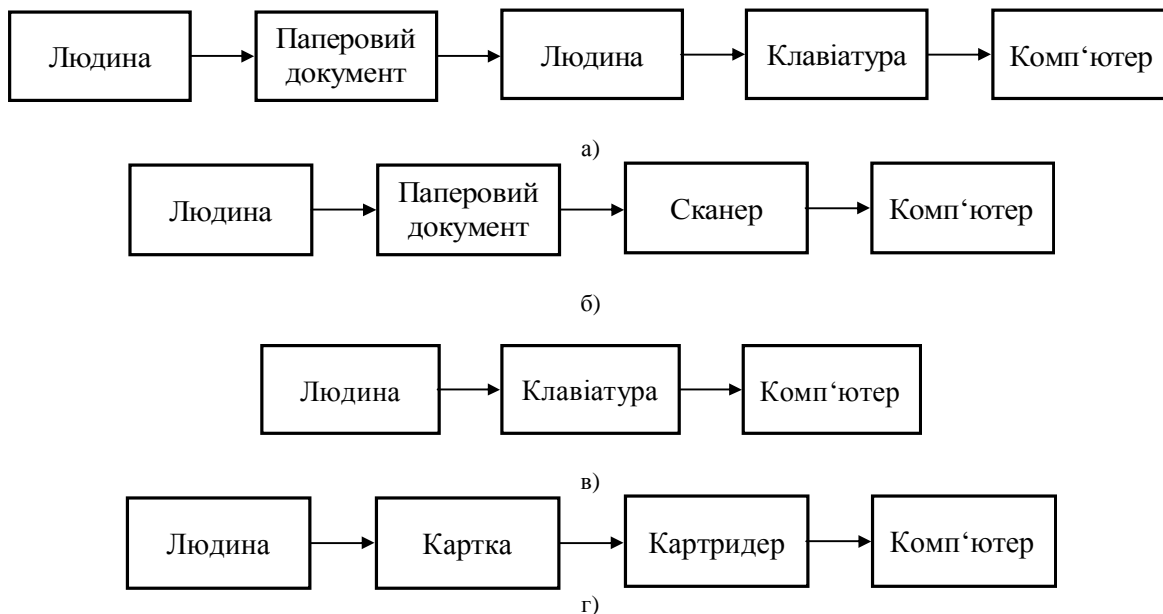 Людина
Паперовий
документ
Людина
Клавіатура
Комп‘ютер
а)
Людина
Паперовий
документ
Сканер
Комп‘ютер
б)
Людина
Клавіатура
Комп‘ютер
в)
Людина
Картка
Картридер
Комп‘ютер
г)